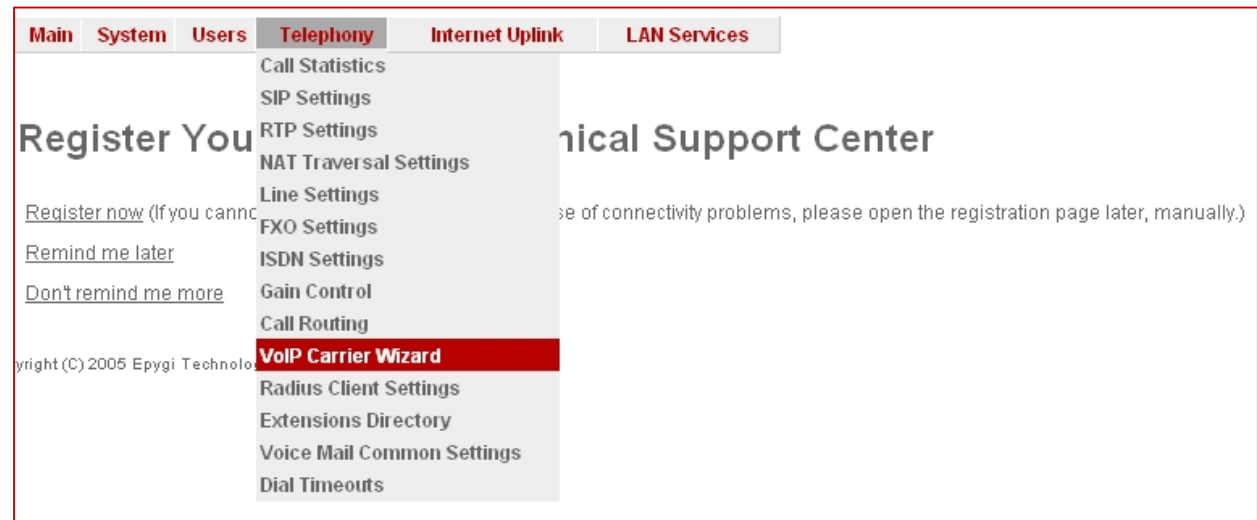 Main System Users Telephony Internet Uplink LAN Services
Call Statistics
SIP Settings
RTP Settings
NAT Traversal Settings
Line Settings
FXO Settings
ISDN Settings
Gain Control
Call Routing
VoIP Carrier Wizard
Radius Client Settings
Extensions Directory
Voice Mail Common Settings
Dial Timeouts
Register You nical Support Center
Register now (If you canno se of connectivity problems, please open the registration page later, manually.)
Remind me later
Don't remind me more
yright (C) 2005 Epygi Technolo